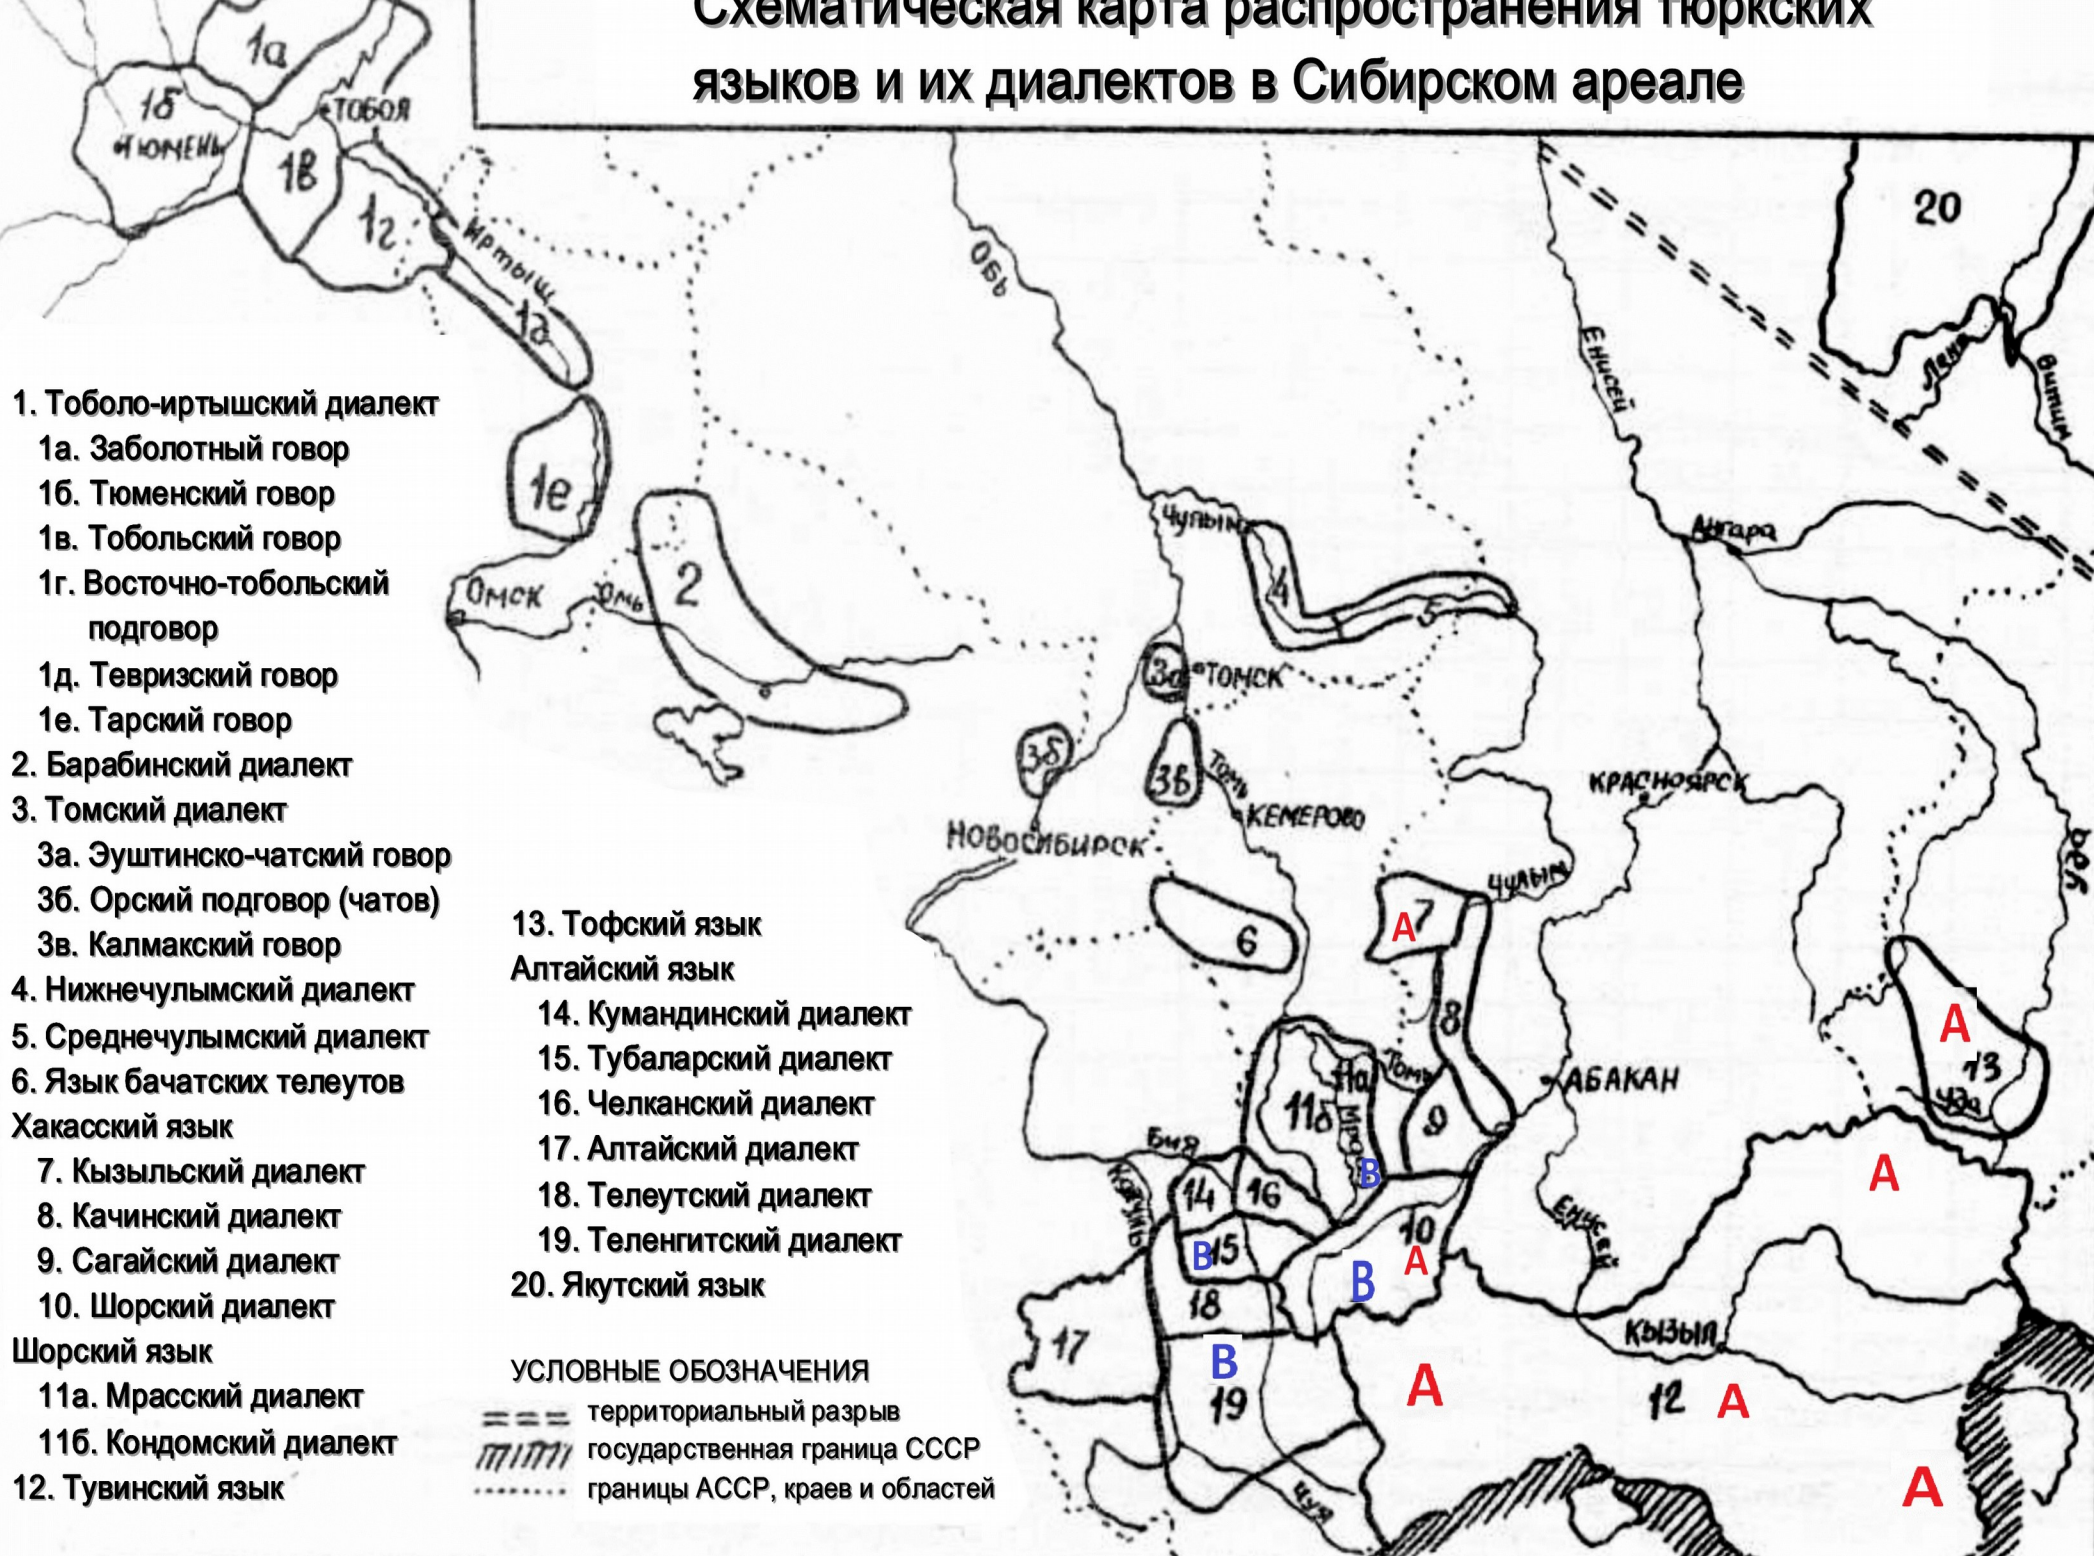 Схематическая карта распространения тюркских
языков и их диалектов в Сибирском ареале
1а
1б
ТЮМЕНЬ
ТОБОЛ
1в
1г
Иртыш
1д
1е
ОМСК
Омь
2
Обь
Енисей
20
Лена
Витим
Чулым
4
5
Ангара
3а
ТОМСК
3б
3в
Томь
КЕМЕРОВО
НОВОСИБИРСК
КРАСНОЯРСК
6
А
7
Чулым
8
А
13
Уда
11а
Томь
11б
Мрас
9
АБАКАН
В
Бия
Катунь
14
16
В
15
10
А
В
Енисей
А
18
17
В
19
Чуя
А
КЫЗЫЛ
12
А
А
1. Тоболо-иртышский диалект
1а. Заболотный говор
1б. Тюменский говор
1в. Тобольский говор
1г. Восточно-тобольский
подговор
1д. Тевризский говор
1е. Тарский говор
2. Барабинский диалект
3. Томский диалект
3а. Эуштинско-чатский говор
3б. Орский подговор (чатов)
3в. Калмакский говор
4. Нижнечулымский диалект
5. Среднечулымский диалект
6. Язык бачатских телеутов
Хакасский язык
7. Кызыльский диалект
8. Качинский диалект
9. Сагайский диалект
10. Шорский диалект
Шорский язык
11а. Мрасский диалект
11б. Кондомский диалект
12. Тувинский язык
13. Тофский язык
Алтайский язык
14. Кумандинский диалект
15. Тубаларский диалект
16. Челканский диалект
17. Алтайский диалект
18. Телеутский диалект
19. Теленгитский диалект
20. Якутский язык
УСЛОВНЫЕ ОБОЗНАЧЕНИЯ
территориальный разрыв
государственная граница СССР
границы АССР, краев и областей